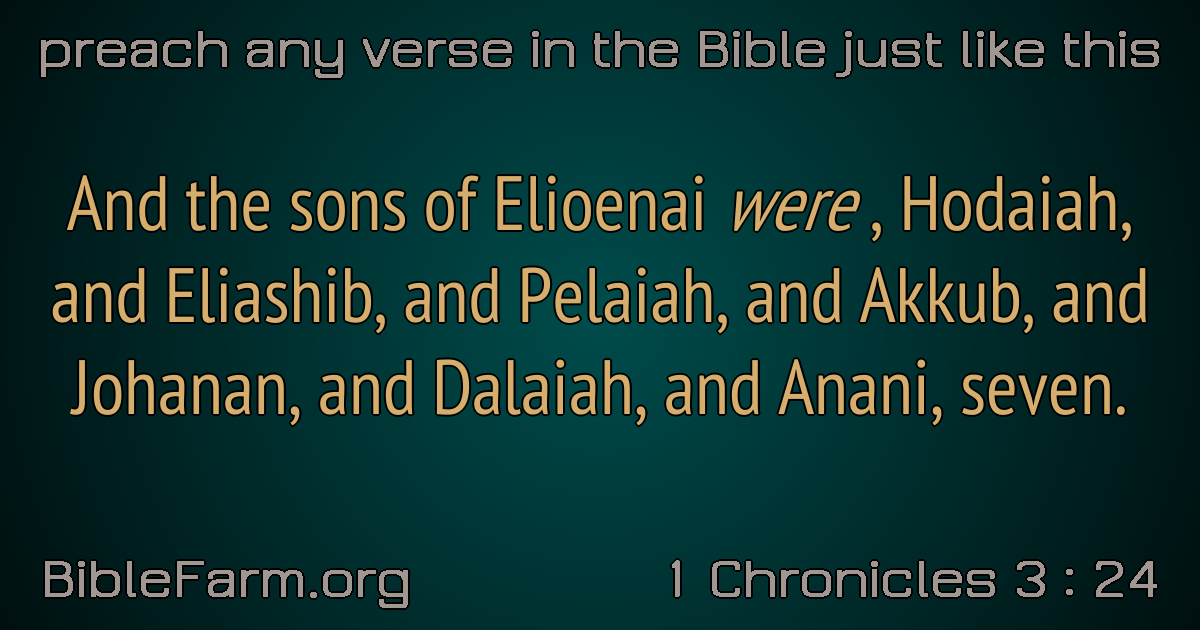 preach any verse in the Bible just like this
And the sons of Elioenai were , Hodaiah,
and Eliashib, and Pelaiah, and Akkub, and
Johanan, and Dalaiah, and Anani, seven.
BibleFarm.org
1 Chronicles 3 : 24